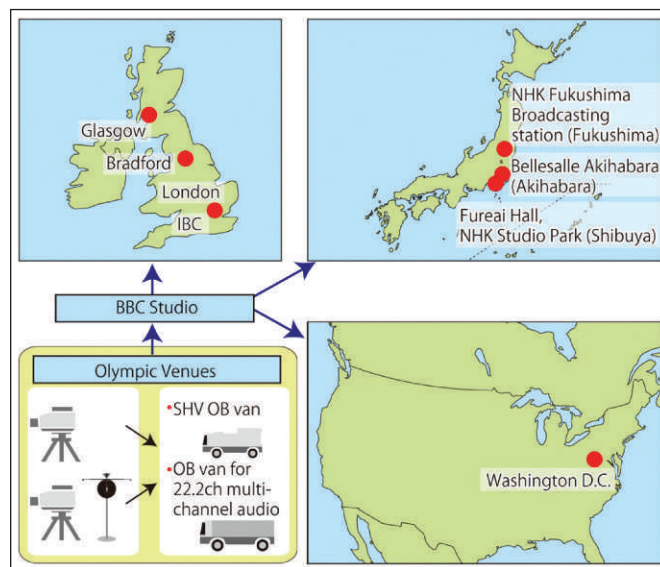 Glasgow
Bradford
London
IBC
NHK Fukushima
Broadcasting
station (Fukushima)
Bellesalle Akihabara
(Akihabara)
Fureai Hall,
NHK Studio Park (Shibuya)
BBC Studio
Olympic Venues
•SHV OB van
•OB van for
22.2ch multi-
channel audio
Washington D.C.